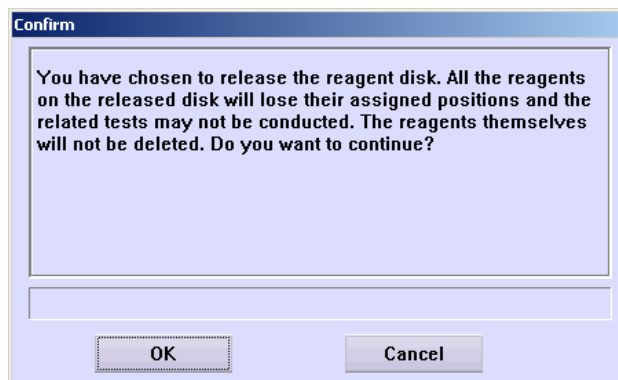 Confirm
You have chosen to release the reagent disk. All the reagents
on the released disk will lose their assigned positions and the
related tests may not be conducted. The reagents themselves
will not be deleted. Do you want to continue?
OK
Cancel